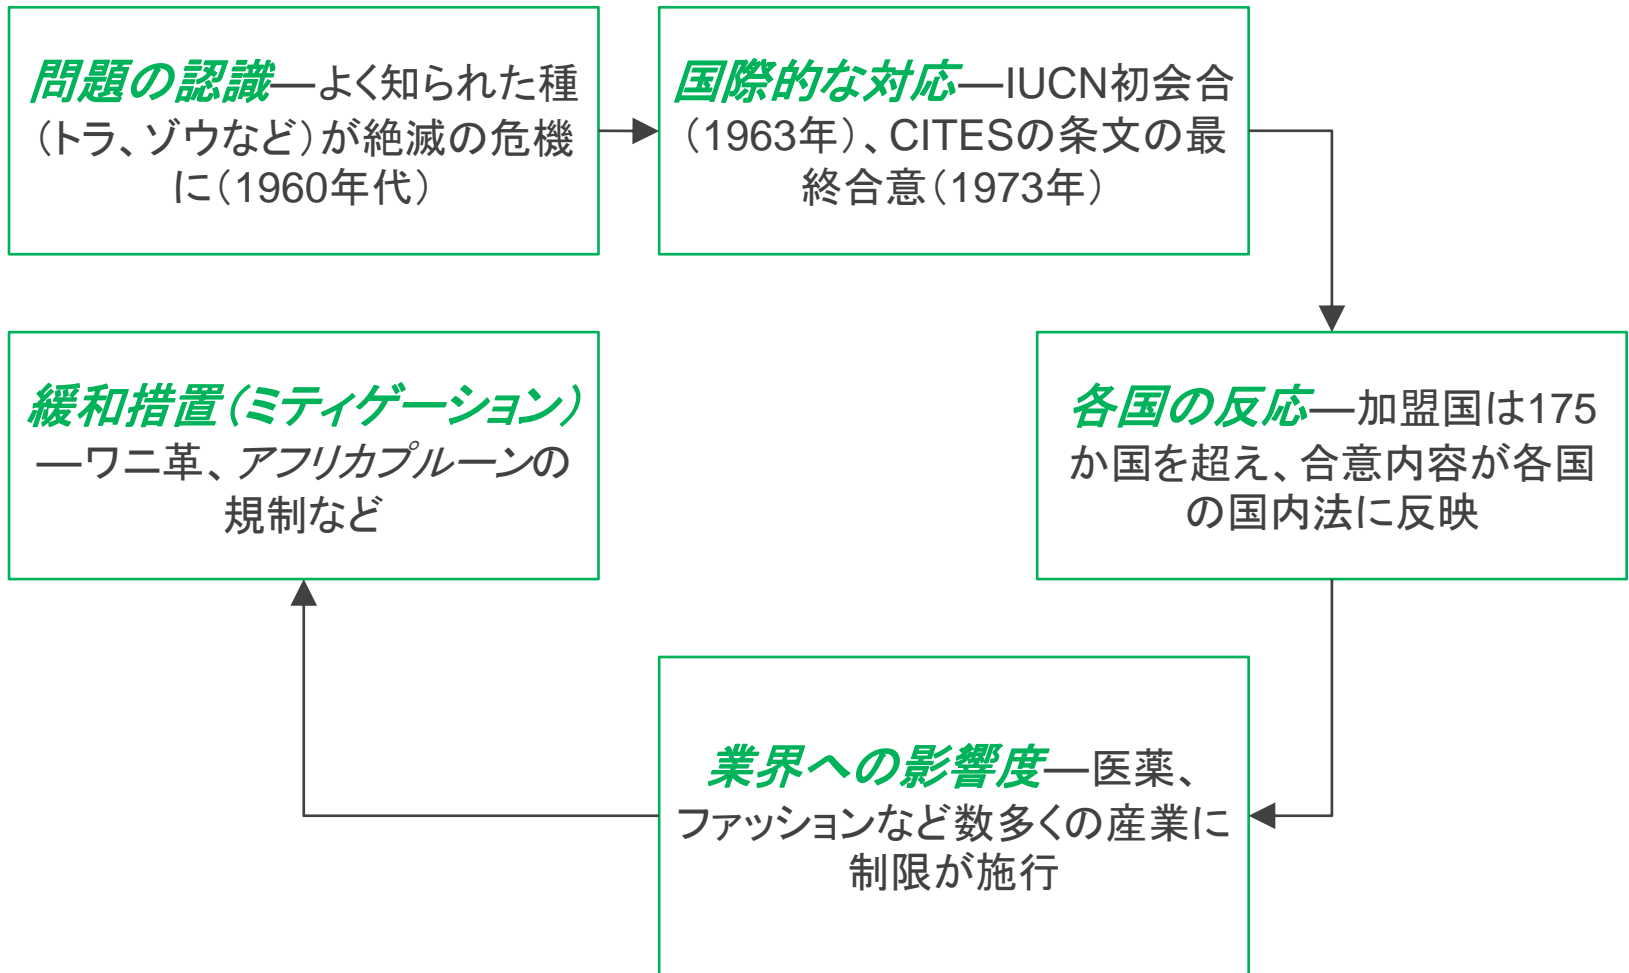 問題の認識―よく知られた種
（トラ、ゾウなど）が絶滅の危機
に（1960年代）
国際的な対応―IUCN初会合
（1963年）、CITESの条文の最
終合意（1973年）
各国の反応―加盟国は175
か国を超え、合意内容が各国
の国内法に反映
業界への影響度―医薬、
ファッションなど数多くの産業に
制限が施行
緩和措置（ミティゲーション）
―ワニ革、アフリカプルーンの
規制など